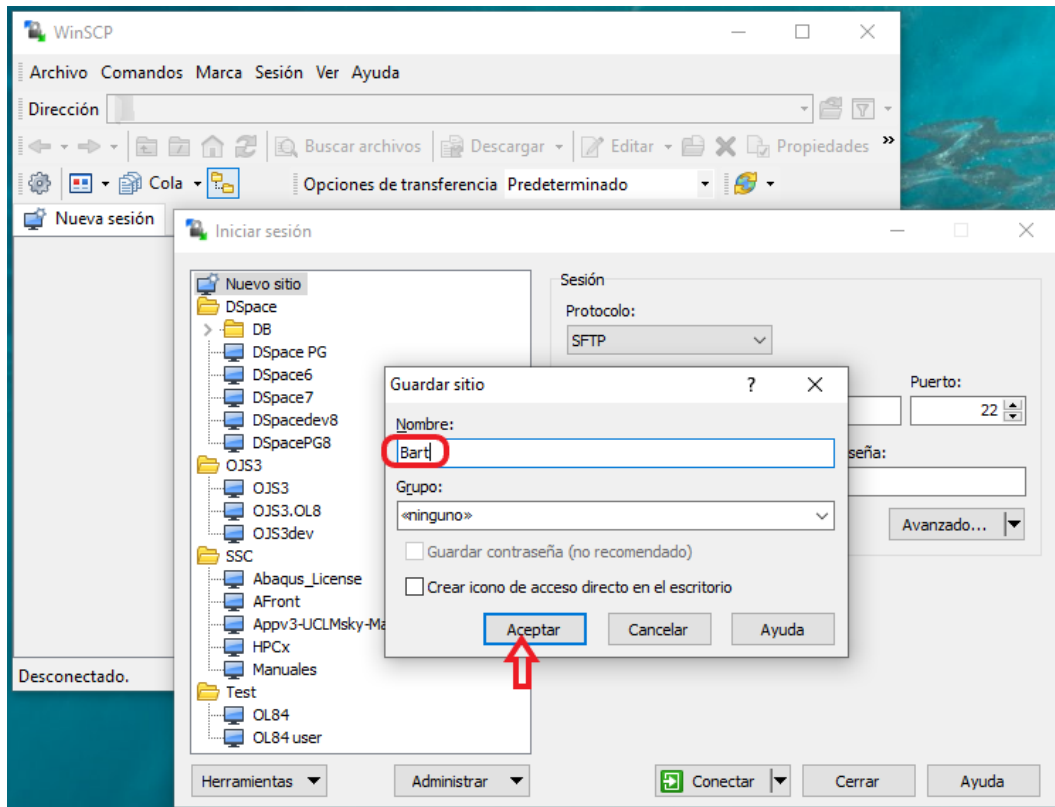 WinSCP
Archivo Comandos Marca Sesión Ver Ayuda
Dirección
Buscar archivos Descargar Editar Propiedades »
Cola Opciones de transferencia Predeterminado
Nueva sesión
Iniciar sesión
Nuevo sitio
DSpace
DB
DSpace PG
DSpace6
DSpace7
DSpacedev8
DSpacePG8
OJS3
OJS3
OJS3.OL8
OJS3dev
SSC
Abaqus_License
AFront
Appv3-UCLMsky-Ma
HPCx
Manuales
Test
OL84
OL84 user
Sesión
Protocolo:
SFTP
Puerto:
22
seña:
Avanzado...
Guardar sitio ?
Nombre:
Bart
Grupo:
«ninguno»
Guardar contraseña (no recomendado)
Crear icono de acceso directo en el escritorio
Aceptar Cancelar Ayuda
Desconectado.
Herramientas Administrar Conectar Cerrar Ayuda